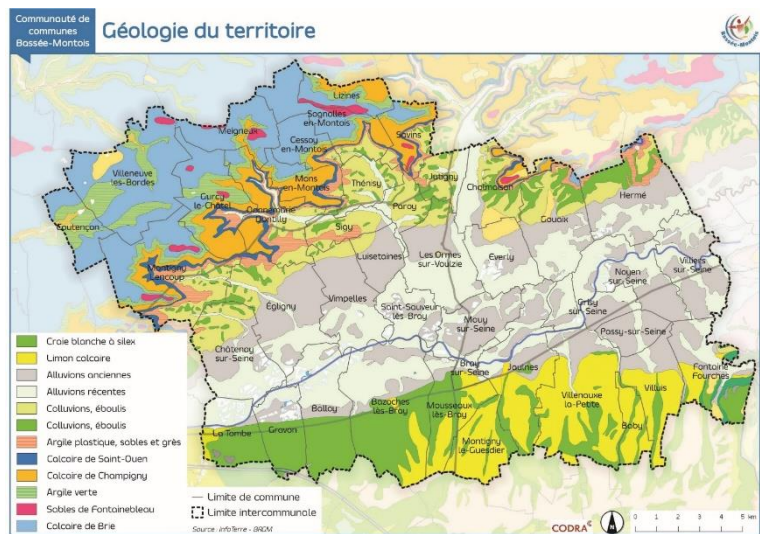 Communauté de
communes
Bassée-Montois
Géologie du territoire
Bassée-Montois
Lizines
Sognolles
en-Montois
Meigneux
Cessoy
en-Montois
Savins
Mons
en-Montois
Thénisy
Jutigny
Chalmaison
Villeneuve
les-Bordes
Gurcy
le-Châtel
Donnemarie
Dontilly
Paroy
Hermé
Gouaix
Coutençon
Sigy
Luisetaines
Les Ormes
sur-Voulzie
Everly
Montigny
Lencoup
Noyen
sur-Seine
Villiers
sur-Seine
Égligny
Vimpelles
Saint-Sauveur
lès-Bray
Grisy
sur-Seine
Mouy
sur-Seine
Passy-sur-Seine
Châtenay
sur-Seine
Bray
sur-Seine
Jaulnes
Fontaine
Fourches
Balloy
Bazoches
lès-Bray
Mousseaux
lès-Bray
Villenauxe
la-Petite
Villuis
La Tombe
Gravon
Montigny
le-Guesdier
Baby
Craie blanche à silex
Limon calcaire
Alluvions anciennes
Alluvions récentes
Colluvions, éboulis
Colluvions, éboulis
Argile plastique, sables et grès
Calcaire de Saint-Ouen
Calcaire de Champigny
Argile verte
Sables de Fontainebleau
Calcaire de Brie
Limite de commune
Limite intercommunale
Source : InfoTerre - BRGM
CODRA
N
0 1 2 3 4 5 km